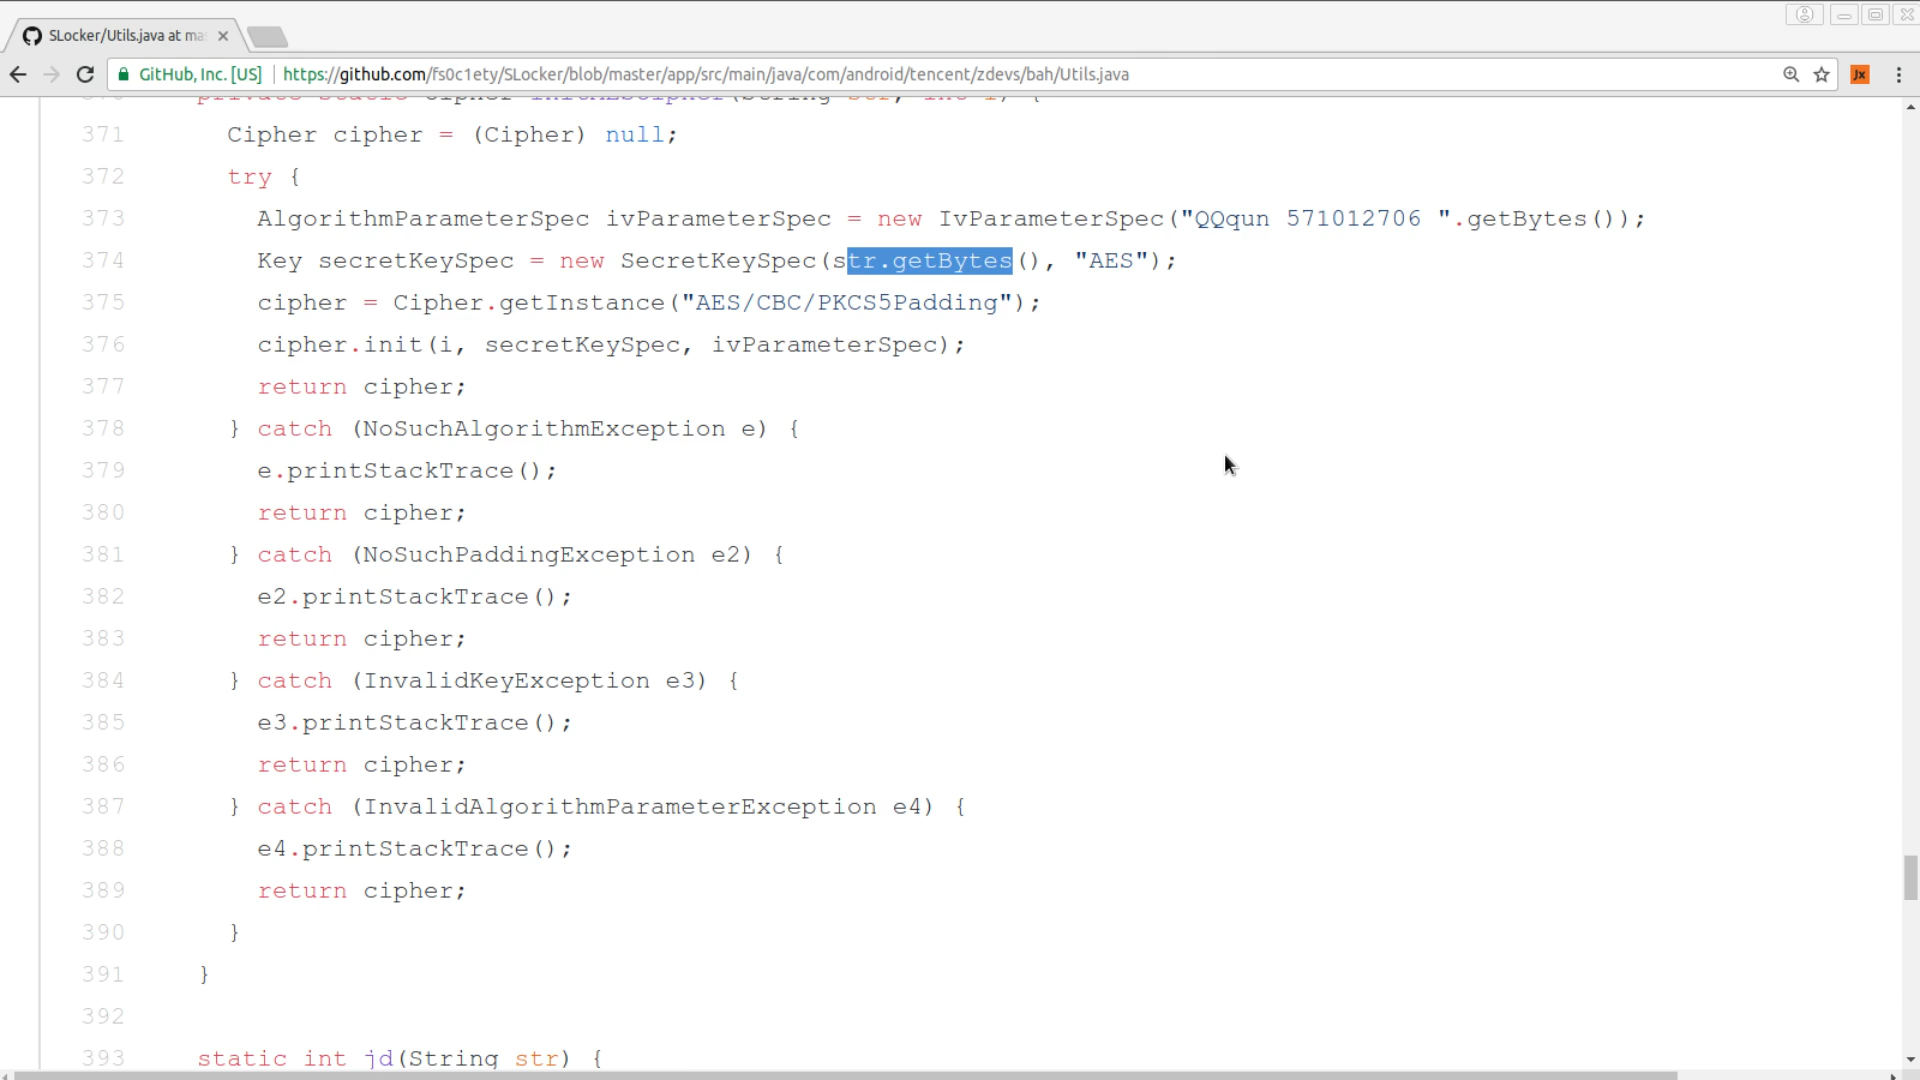 SLocker/Utils.java at ma
GitHub, Inc. [US] https://github.com/fs0c1ety/SLocker/blob/master/app/src/main/java/com/android/tencent/zdevs/bah/Utils.java
Jx
371 Cipher cipher = (Cipher) null;
372 try {
373 AlgorithmParameterSpec ivParameterSpec = new IvParameterSpec("QQqun 571012706 ".getBytes());
374 Key secretKeySpec = new SecretKeySpec(str.getBytes(), "AES");
375 cipher = Cipher.getInstance("AES/CBC/PKCS5Padding");
376 cipher.init(i, secretKeySpec, ivParameterSpec);
377 return cipher;
378 } catch (NoSuchAlgorithmException e) {
379 e.printStackTrace();
380 return cipher;
381 } catch (NoSuchPaddingException e2) {
382 e2.printStackTrace();
383 return cipher;
384 } catch (InvalidKeyException e3) {
385 e3.printStackTrace();
386 return cipher;
387 } catch (InvalidAlgorithmParameterException e4) {
388 e4.printStackTrace();
389 return cipher;
390 }
391 }
392
393 static int jd(String str) {